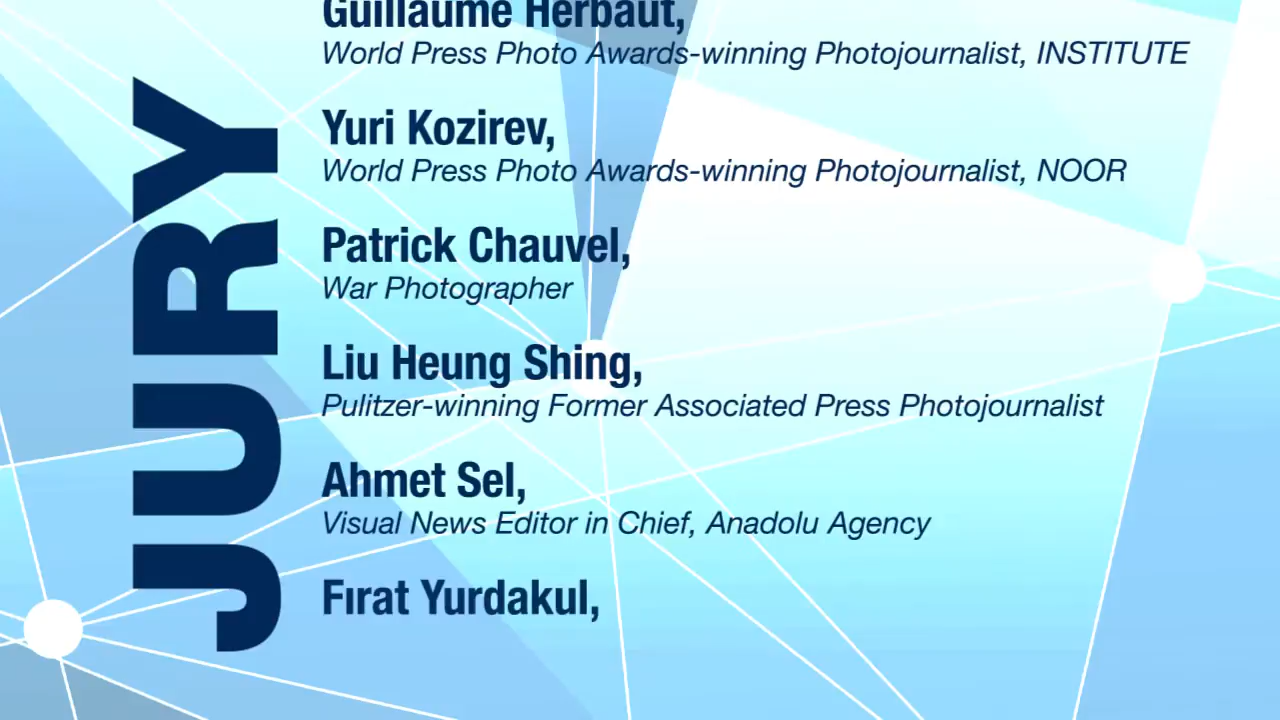 JURY
Guillaume Herbaut,
World Press Photo Awards-winning Photojournalist, INSTITUTE
Yuri Kozirev,
World Press Photo Awards-winning Photojournalist, NOOR
Patrick Chauvel,
War Photographer
Liu Heung Shing,
Pulitzer-winning Former Associated Press Photojournalist
Ahmet Sel,
Visual News Editor in Chief, Anadolu Agency
Fırat Yurdakul,